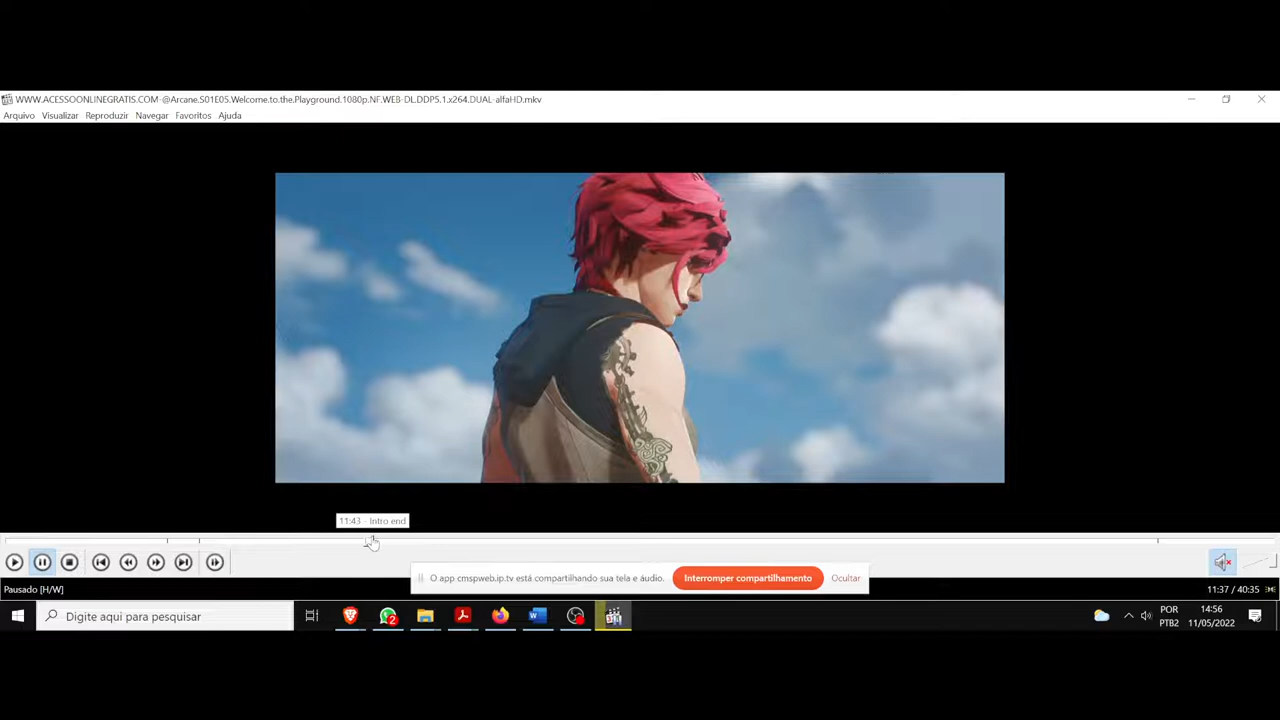 WWW.ACESSOONLINEGRATIS.COM -@Arcane.S01E05.Welcome.to.the.Playground.1080p.NF.WEB-DL.DDP5.1.x264.DUAL-alfaHD.mkv
Arquivo Visualizar Reproduzir Navegar Favoritos Ajuda
11:43 - Intro end
O app cmspweb.ip.tv está compartilhando sua tela e áudio. Interromper compartilhamento Ocultar
Pausado [H/W] 11:37 / 40:35
Digite aqui para pesquisar
2
POR 14:56
PTB2 11/05/2022